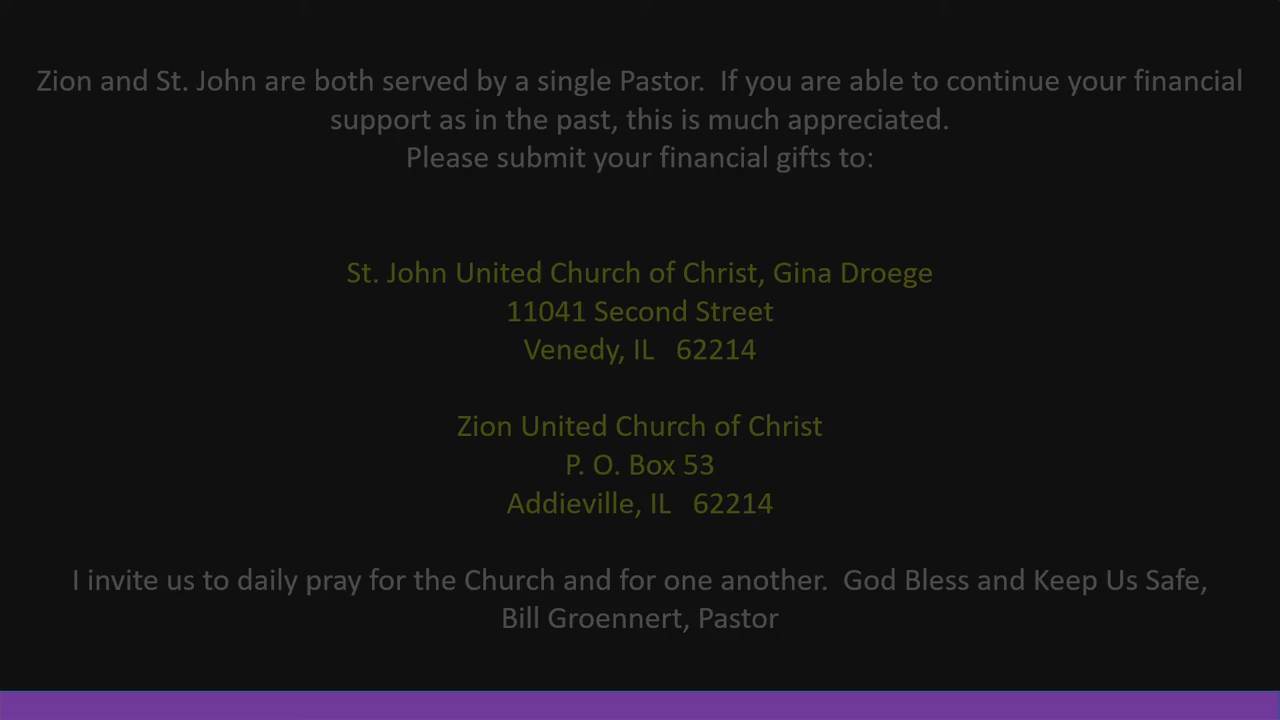 Zion and St. John are both served by a single Pastor.  If you are able to continue your financial
support as in the past, this is much appreciated.
Please submit your financial gifts to:
St. John United Church of Christ, Gina Droege
11041 Second Street
Venedy, IL   62214
Zion United Church of Christ
P. O. Box 53
Addieville, IL   62214
I invite us to daily pray for the Church and for one another.  God Bless and Keep Us Safe,
Bill Groennert, Pastor